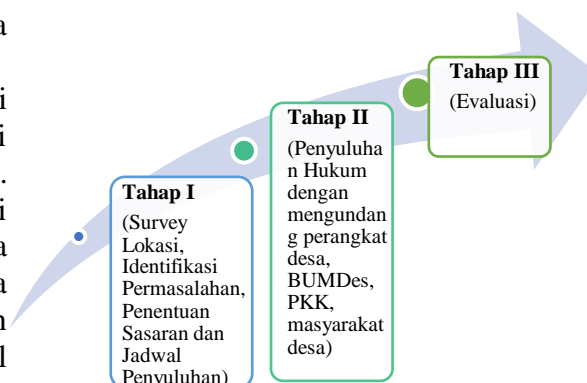 a
i
i
.
i
a
a
n
l
Tahap I
(Survey
Lokasi,
Identifikasi
Permasalahan,
Penentuan
Sasaran dan
Jadwal
Penyuluhan)
Tahap II
(Penyuluha
n Hukum
dengan
mengundan
g perangkat
desa,
BUMDes,
PKK,
masyarakat
desa)
Tahap III
(Evaluasi)